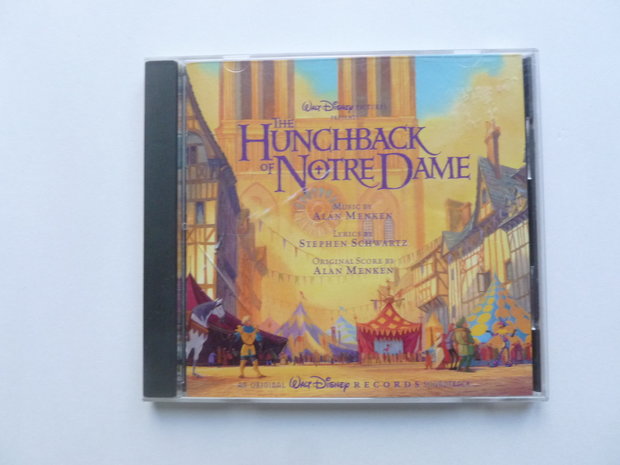 Walt Disney Pictures
PRESENTS
THE
HUNCHBACK
OF NOTRE DAME
MUSIC BY
ALAN MENKEN
LYRICS BY
STEPHEN SCHWARTZ
ORIGINAL SCORE BY
ALAN MENKEN
AN ORIGINAL Walt Disney RECORDS SOUNDTRACK